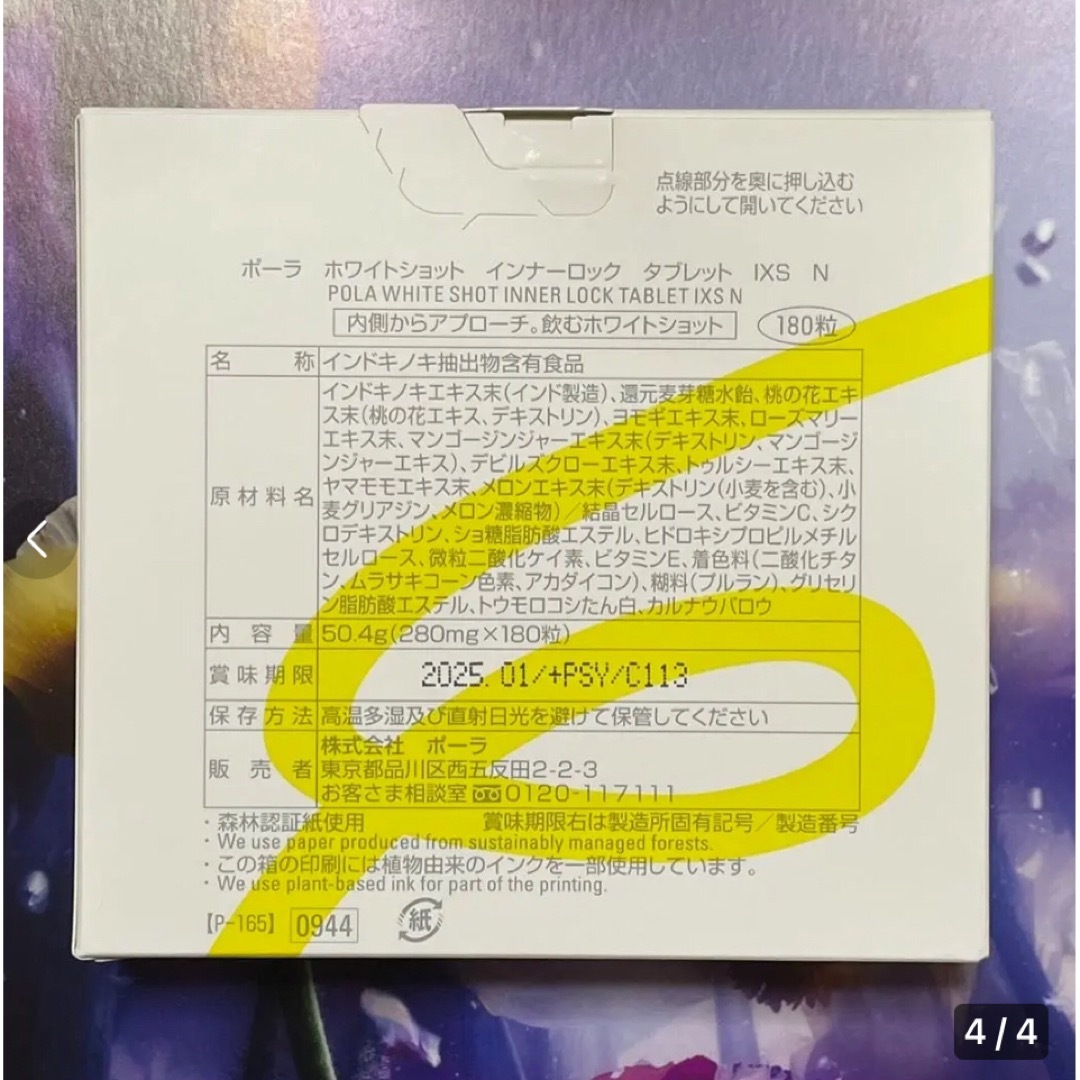 点線部分を奥に押し込む
ようにして開いてください
ポーラ ホワイトショット インナーロック タブレット IXS N
POLA WHITE SHOT INNER LOCK TABLET IXS N
内側からアプローチ。飲むホワイトショット 180粒
名称 インドキノキ抽出物含有食品
原材料名
インドキノキエキス末(インド製造)、還元麦芽糖水飴、桃の花エキ
ス末(桃の花エキス、デキストリン)、ヨモギエキス末、ローズマリー
エキス末、マンゴージンジャーエキス末(デキストリン、マンゴージ
ンジャーエキス)、デビルズクローエキス末、トゥルシーエキス末、
ヤマモモエキス末、メロンエキス末(デキストリン(小麦を含む)、小
麦グリアジン、メロン濃縮物)/結晶セルロース、ビタミンC、シク
ロデキストリン、ショ糖脂肪酸エステル、ヒドロキシプロピルメチル
セルロース、微粒二酸化ケイ素、ビタミンE、着色料(二酸化チタ
ン、ムラサキコーン色素、アカダイコン)、糊料(プルラン)、グリセリ
ン脂肪酸エステル、トウモロコシたん白、カルナウバロウ
内容量 50.4g(280mg×180粒)
賞味期限 2025. 01/+PSY/C113
保存方法 高温多湿及び直射日光を避けて保管してください
販売者
株式会社 ポーラ
東京都品川区西五反田2-2-3
お客さま相談室 0120-117111
・森林認証紙使用 賞味期限右は製造所固有記号/製造番号
・We use paper produced from sustainably managed forests.
・この箱の印刷には植物由来のインクを一部使用しています。
・We use plant-based ink for part of the printing.
【P-165】 0944 紙
4 / 4